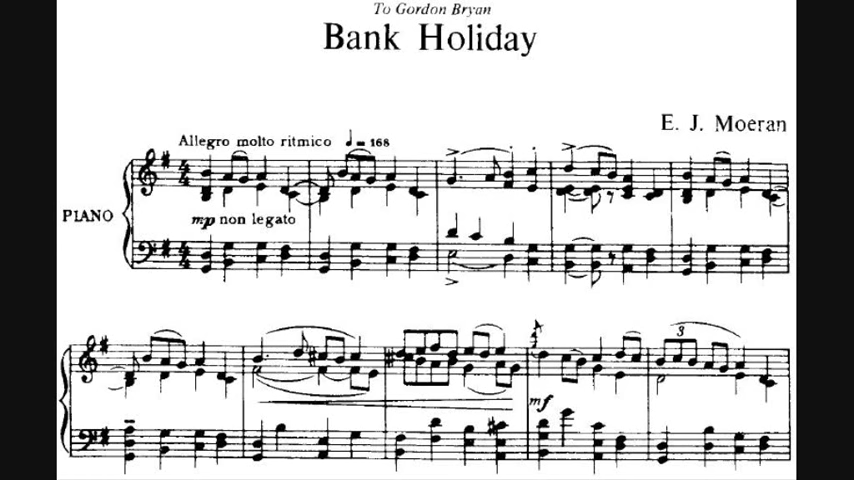 To Gordon Bryan
Bank Holiday
E. J. Moeran
Allegro molto ritmico ♩= 168
PIANO
mp non legato
3
mf